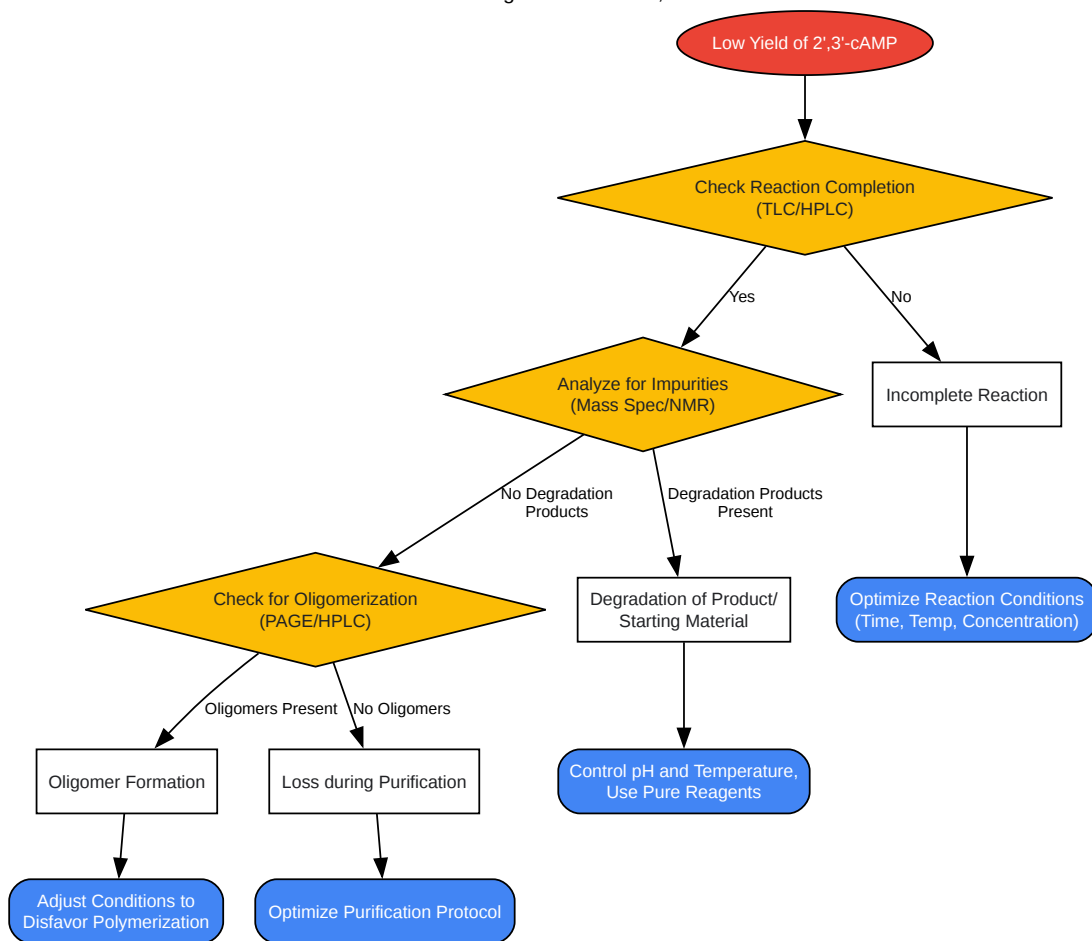 Low Yield of 2',3'-cAMP
Check Reaction Completion
(TLC/HPLC)
Yes
No
Analyze for Impurities
(Mass Spec/NMR)
Incomplete Reaction
No Degradation
Products
Degradation Products
Present
Check for Oligomerization
(PAGE/HPLC)
Degradation of Product/
Starting Material
Optimize Reaction Conditions
(Time, Temp, Concentration)
Oligomers Present
No Oligomers
Oligomer Formation
Loss during Purification
Control pH and Temperature,
Use Pure Reagents
Adjust Conditions to
Disfavor Polymerization
Optimize Purification Protocol